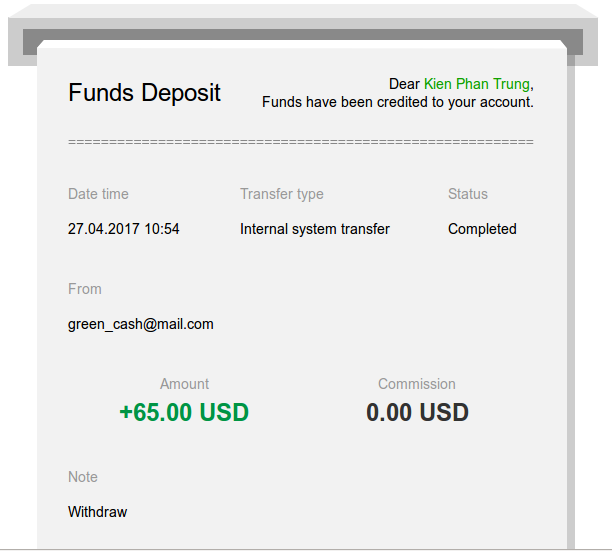 Funds Deposit
Dear Kien Phan Trung,
Funds have been credited to your account.
=========================================================
Date time
Transfer type
Status
27.04.2017 10:54
Internal system transfer
Completed
From
green_cash@mail.com
Amount
Commission
+65.00 USD
0.00 USD
Note
Withdraw